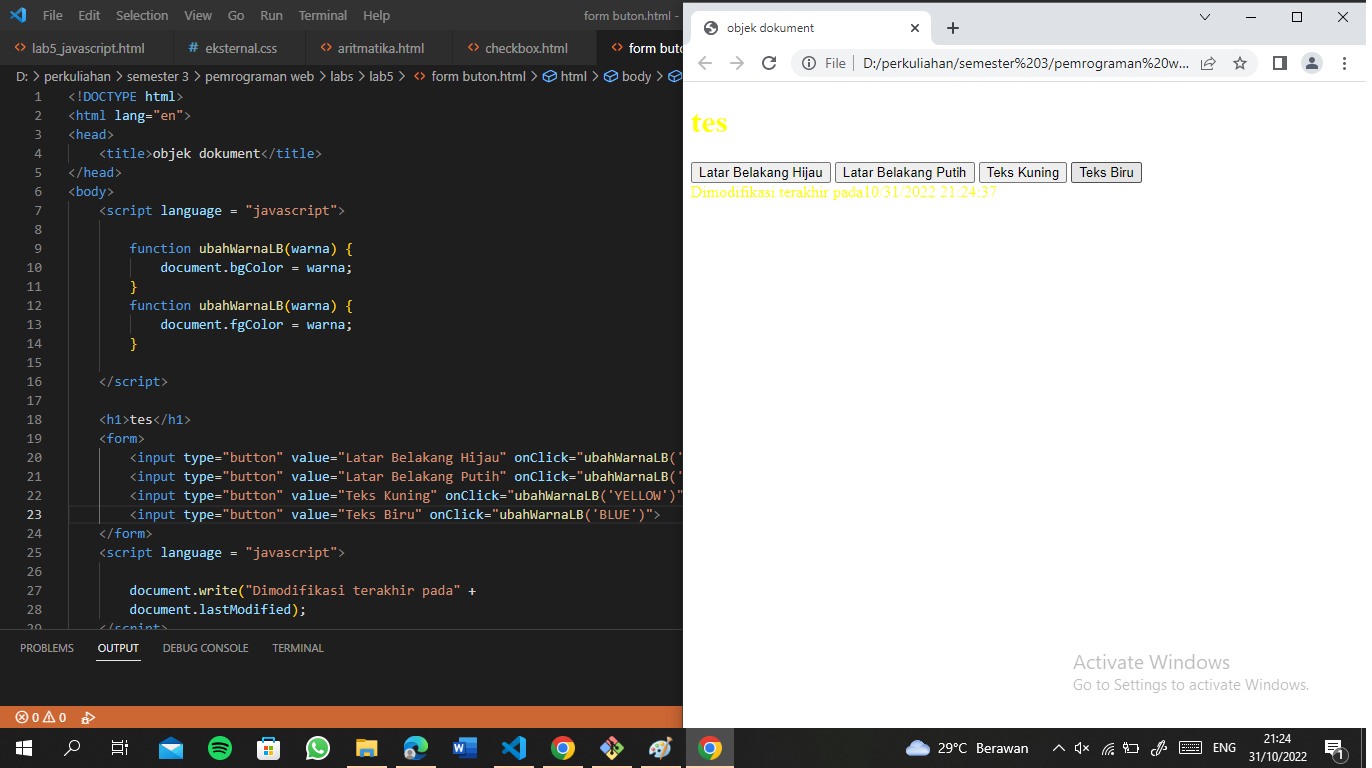 File Edit Selection View Go Run Terminal Help form buton.html -
lab5_javascript.html # eksternal.css aritmatika.html checkbox.html form buto
D: > perkuliahan > semester 3 > pemrograman web > labs > lab5 > form buton.html > html > body >
1 <!DOCTYPE html>
2 <html lang="en">
3 <head>
4 <title>objek dokument</title>
5 </head>
6 <body>
7 <script language = "javascript">
8
9 function ubahWarnaLB(warna) {
10 document.bgColor = warna;
11 }
12 function ubahWarnaLB(warna) {
13 document.fgColor = warna;
14 }
15
16 </script>
17
18 <h1>tes</h1>
19 <form>
20 <input type="button" value="Latar Belakang Hijau" onClick="ubahWarnaLB('
21 <input type="button" value="Latar Belakang Putih" onClick="ubahWarnaLB('
22 <input type="button" value="Teks Kuning" onClick="ubahWarnaLB('YELLOW')"
23 <input type="button" value="Teks Biru" onClick="ubahWarnaLB('BLUE')">
24 </form>
25 <script language = "javascript">
26
27 document.write("Dimodifikasi terakhir pada" +
28 document.lastModified);
29 </script>
PROBLEMS OUTPUT DEBUG CONSOLE TERMINAL
0 0
objek dokument
File | D:/perkuliahan/semester%203/pemrograman%20w...
tes
Latar Belakang Hijau Latar Belakang Putih Teks Kuning Teks Biru
Dimodifikasi terakhir pada10/31/2022 21:24:37
Activate Windows
Go to Settings to activate Windows.
29°C Berawan ENG 21:24
31/10/2022 1